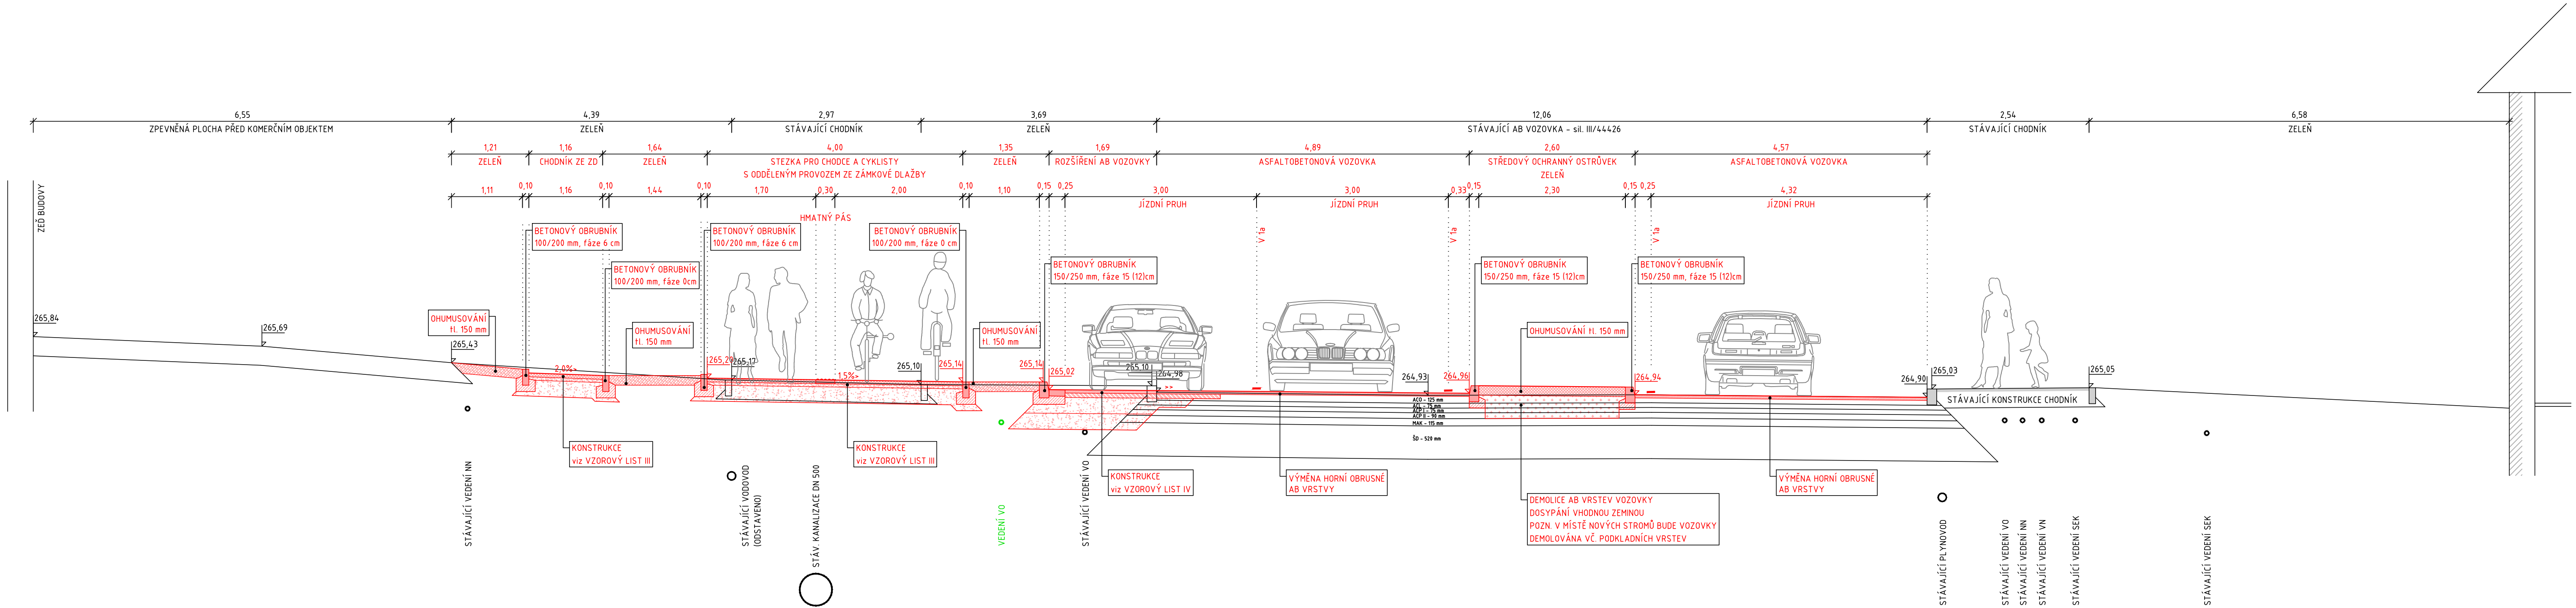 6,55
ZPEVNĚNÁ PLOCHA PŘED KOMERČNÍM OBJEKTEM
4,39
ZELEŇ
2,97
STÁVAJÍCÍ CHODNÍK
3,69
ZELEŇ
12,06
STÁVAJÍCÍ AB VOZOVKA - sil. III/44426
2,54
STÁVAJÍCÍ CHODNÍK
6,58
ZELEŇ
1,21
ZELEŇ
1,16
CHODNÍK ZE ZD
1,64
ZELEŇ
4,00
STEZKA PRO CHODCE A CYKLISTY
S ODDĚLENÝM PROVOZEM ZE ZÁMKOVÉ DLAŽBY
1,35
ZELEŇ
1,69
ROZŠÍŘENÍ AB VOZOVKY
4,89
ASFALTOBETONOVÁ VOZOVKA
2,60
STŘEDOVÝ OCHRANNÝ OSTRŮVEK
ZELEŇ
4,57
ASFALTOBETONOVÁ VOZOVKA
1,11
0,10
1,16
0,10
1,44
0,10
1,70
0,30
2,00
0,10
1,10
0,15
0,25
3,00
JÍZDNÍ PRUH
3,00
JÍZDNÍ PRUH
0,33
0,15
2,30
0,15
0,25
4,32
JÍZDNÍ PRUH
ZEĎ BUDOVY
HMATNÝ PÁS
BETONOVÝ OBRUBNÍK
100/200 mm, fáze 6 cm
BETONOVÝ OBRUBNÍK
100/200 mm, fáze 0cm
BETONOVÝ OBRUBNÍK
100/200 mm, fáze 6 cm
BETONOVÝ OBRUBNÍK
100/200 mm, fáze 0 cm
BETONOVÝ OBRUBNÍK
150/250 mm, fáze 15 (12)cm
V 1a
V 1a
BETONOVÝ OBRUBNÍK
150/250 mm, fáze 15 (12)cm
BETONOVÝ OBRUBNÍK
150/250 mm, fáze 15 (12)cm
V 1a
265,84
265,69
265,43
OHUMUSOVÁNÍ
tl. 150 mm
OHUMUSOVÁNÍ
tl. 150 mm
OHUMUSOVÁNÍ
tl. 150 mm
OHUMUSOVÁNÍ tl. 150 mm
2,0%>
265,20
265,17
1,5%>
265,10
265,14
265,14
265,02
265,10
264,98
>>
264,93
264,96
264,94
264,90
265,03
265,05
ACO - 125 mm
ACL - 75 mm
ACP I - 75 mm
ACP II - 90 mm
MAK - 115 mm
ŠD - 520 mm
STÁVAJÍCÍ KONSTRUKCE CHODNÍK
KONSTRUKCE
viz VZOROVÝ LIST III
KONSTRUKCE
viz VZOROVÝ LIST III
KONSTRUKCE
viz VZOROVÝ LIST IV
VÝMĚNA HORNÍ OBRUSNÉ
AB VRSTVY
DEMOLICE AB VRSTEV VOZOVKY
DOSYPÁNÍ VHODNOU ZEMINOU
POZN. V MÍSTĚ NOVÝCH STROMŮ BUDE VOZOVKY
DEMOLOVÁNA VČ. PODKLADNÍCH VRSTEV
VÝMĚNA HORNÍ OBRUSNÉ
AB VRSTVY
STÁVAJÍCÍ VEDENÍ NN
STÁVAJÍCÍ VODOVOD
(ODSTAVENO)
STÁV. KANALIZACE DN 500
VEDENÍ VO
STÁVAJÍCÍ VEDENÍ VO
STÁVAJÍCÍ PLYNOVOD
STÁVAJÍCÍ VEDENÍ VO
STÁVAJÍCÍ VEDENÍ NN
STÁVAJÍCÍ VEDENÍ VN
STÁVAJÍCÍ VEDENÍ SEK
STÁVAJÍCÍ VEDENÍ SEK